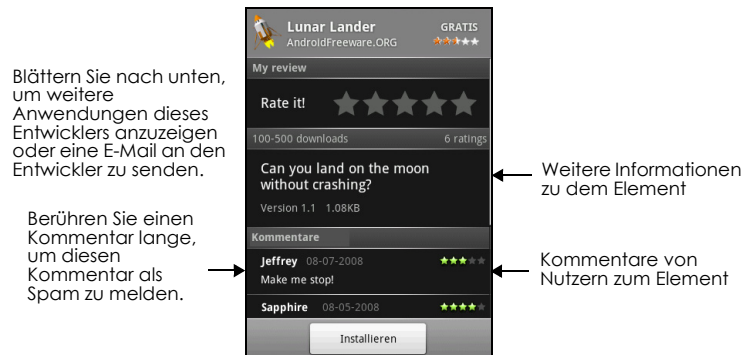 Blättern Sie nach unten,
um weitere
Anwendungen dieses
Entwicklers anzuzeigen
oder eine E-Mail an den
Entwickler zu senden.
Berühren Sie einen
Kommentar lange,
um diesen
Kommentar als
Spam zu melden.
Lunar Lander GRATIS
AndroidFreeware.ORG
My review
Rate it!
100-500 downloads 6 ratings
Can you land on the moon
without crashing?
Version 1.1 1.08KB
Kommentare
Jeffrey 08-07-2008
Make me stop!
Sapphire 08-05-2008
Installieren
Weitere Informationen
zu dem Element
Kommentare von
Nutzern zum Element